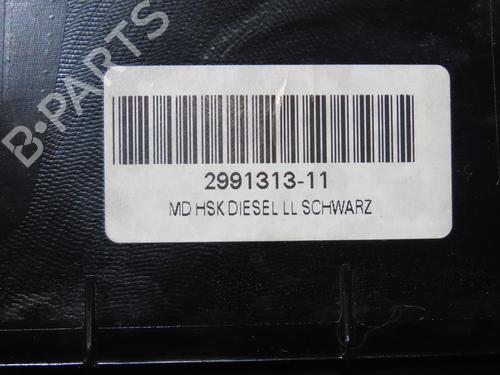 B-PARTS
2991313-11
MD HSK DIESEL LL SCHWARZ